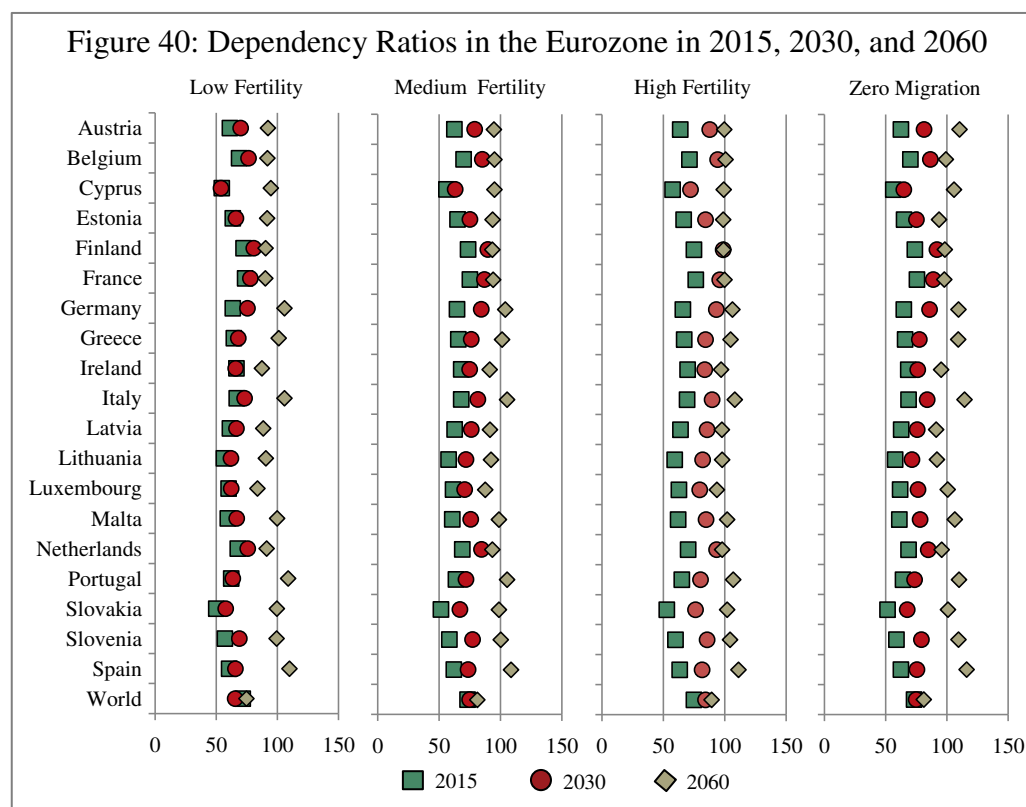 Figure 40: Dependency Ratios in the Eurozone in 2015, 2030, and 2060
Low Fertility Medium Fertility High Fertility Zero Migration
Austria
Belgium
Cyprus
Estonia
Finland
France
Germany
Greece
Ireland
Italy
Latvia
Lithuania
Luxembourg
Malta
Netherlands
Portugal
Slovakia
Slovenia
Spain
World
0 50 100 150 0 50 100 150 0 50 100 150 0 50 100 150
2015 2030 2060